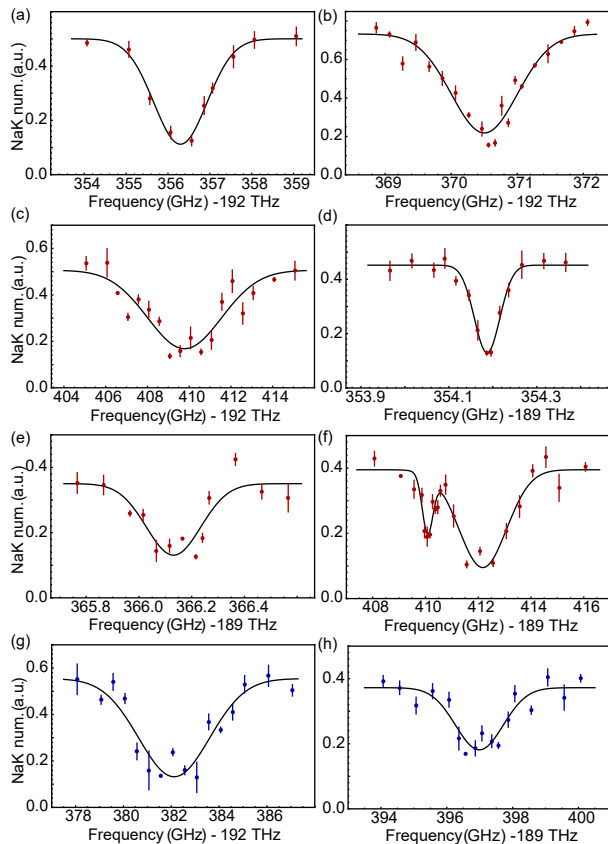 (a)
(b)
NaK num.(a.u.)
0.4
0.2
0.0
354 355 356 357 358 359
Frequency(GHz) -192 THz
0.8
0.6
0.4
0.2
0.0
369 370 371 372
Frequency(GHz) - 192 THz
(c)
(d)
NaK num.(a.u.)
0.6
0.4
0.2
0.0
404 406 408 410 412 414
Frequency(GHz) - 192 THz
0.6
0.4
0.2
0.0
353.9 354.1 354.3
Frequency(GHz) -189 THz
(e)
(f)
NaK num.(a.u.)
0.4
0.2
0.0
365.8 366.0 366.2 366.4
Frequency(GHz) -189 THz
0.4
0.2
0.0
408 410 412 414 416
Frequency(GHz) -189 THz
(g)
(h)
NaK num.(a.u.)
0.6
0.4
0.2
0.0
378 380 382 384 386
Frequency(GHz) -192 THz
0.4
0.2
0.0
394 396 398 400
Frequency(GHz) -189 THz